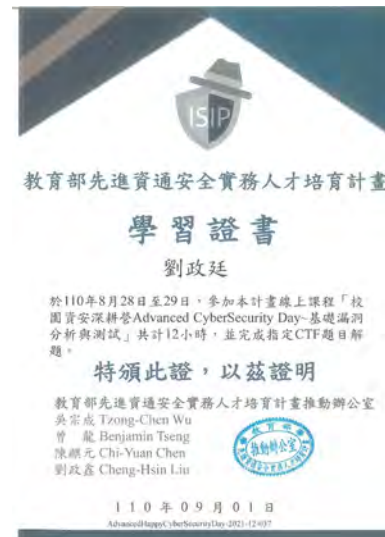 ISIP
教育部先進資通安全實務人才培育計畫
學習證書
劉政廷
於110年8月28日至29日,參加本計畫線上課程「校
園資安深耕營Advanced CyberSecurity Day~基礎漏洞
分析與測試」共計12小時,並完成指定CTF題目解
題。
特頒此證,以茲證明
教育部先進資通安全實務人才培育計畫推動辦公室
吳宗成 Tzong-Chen Wu
曾 龍 Benjamin Tseng
陳麒元 Chi-Yuan Chen
劉政鑫 Cheng-Hsin Liu
教育部
推動辦公室
110年09月01日
AdvancedHappyCyberSecurityDay-2021-12-037